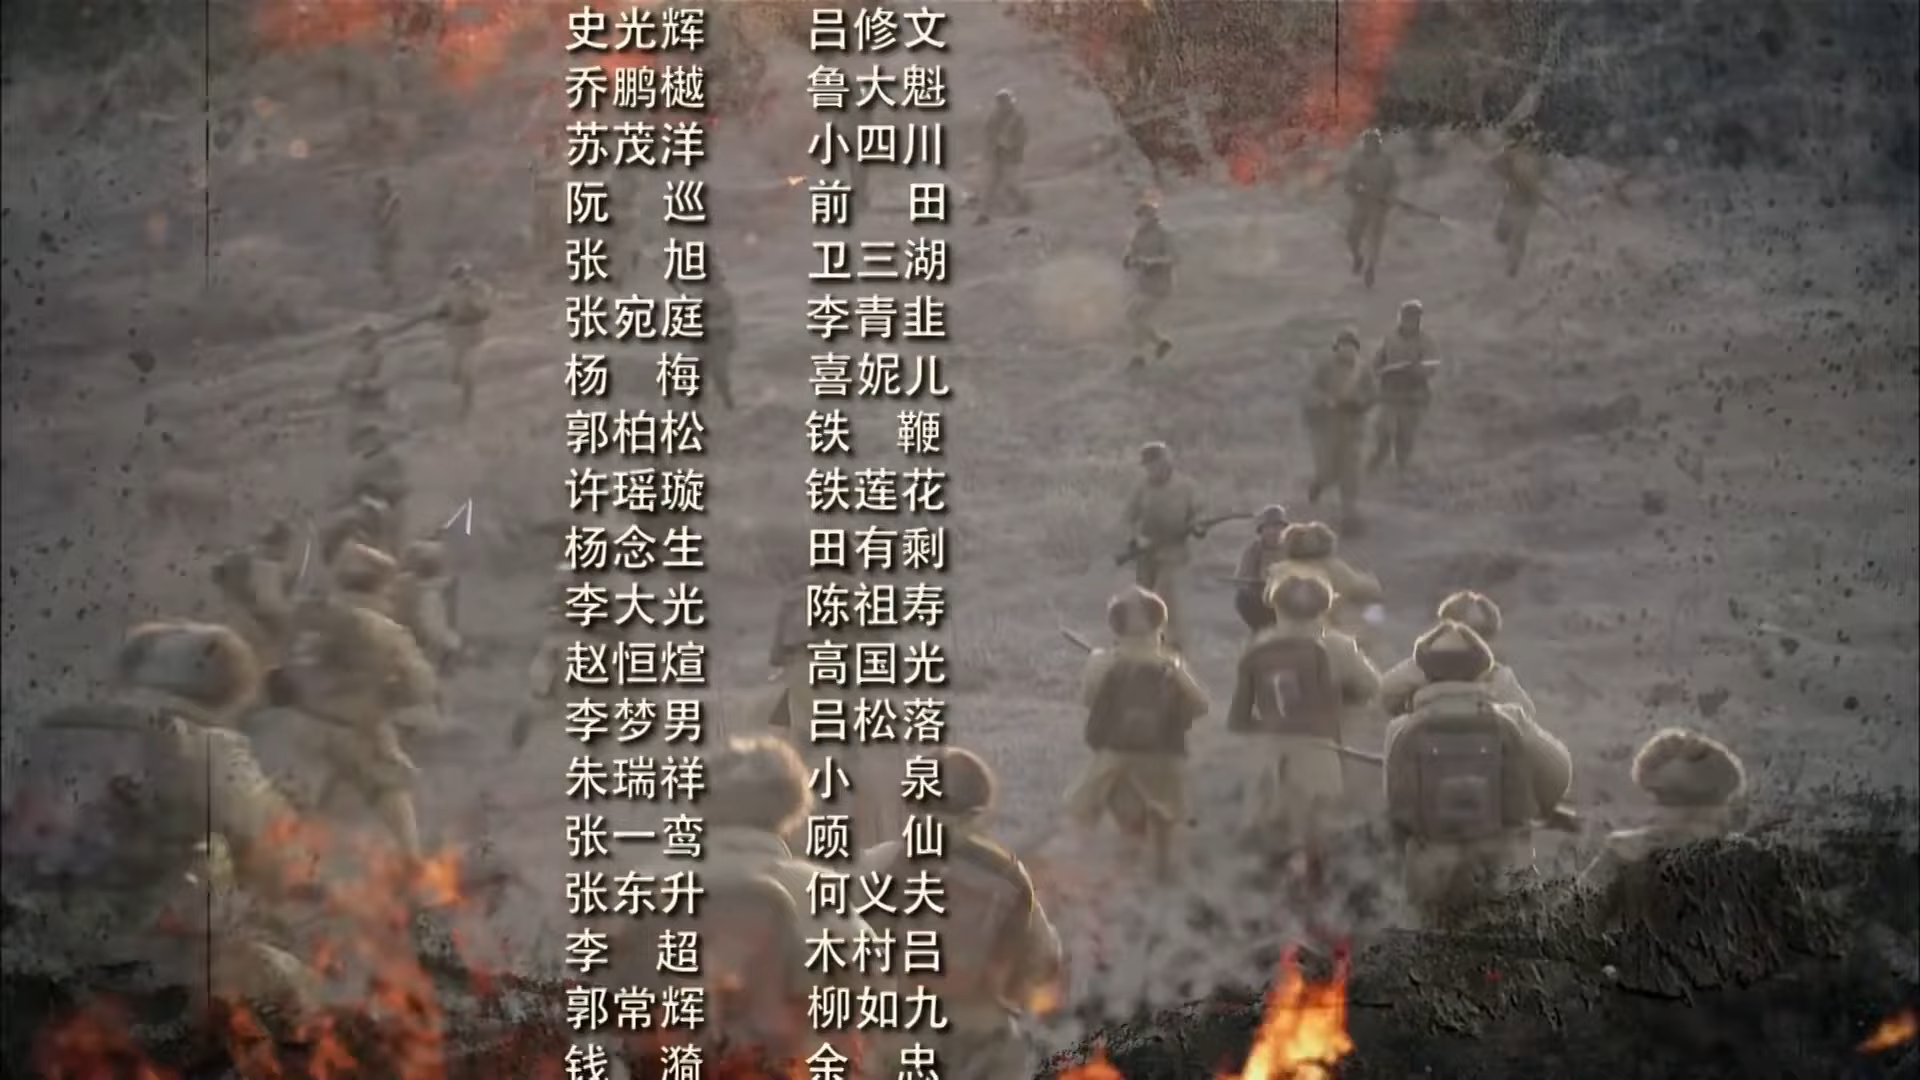 史光辉 吕修文
乔鹏樾 鲁大魁
苏茂洋 小四川
阮 巡 前 田
张 旭 卫三湖
张宛庭 李青韭
杨 梅 喜妮儿
郭柏松 铁 鞭
许瑶璇 铁莲花
杨念生 田有剩
李大光 陈祖寿
赵恒煊 高国光
李梦男 吕松落
朱瑞祥 小 泉
张一鸾 顾 仙
张东升 何义夫
李 超 木村吕
郭常辉 柳如九
钱 漪 余 忠